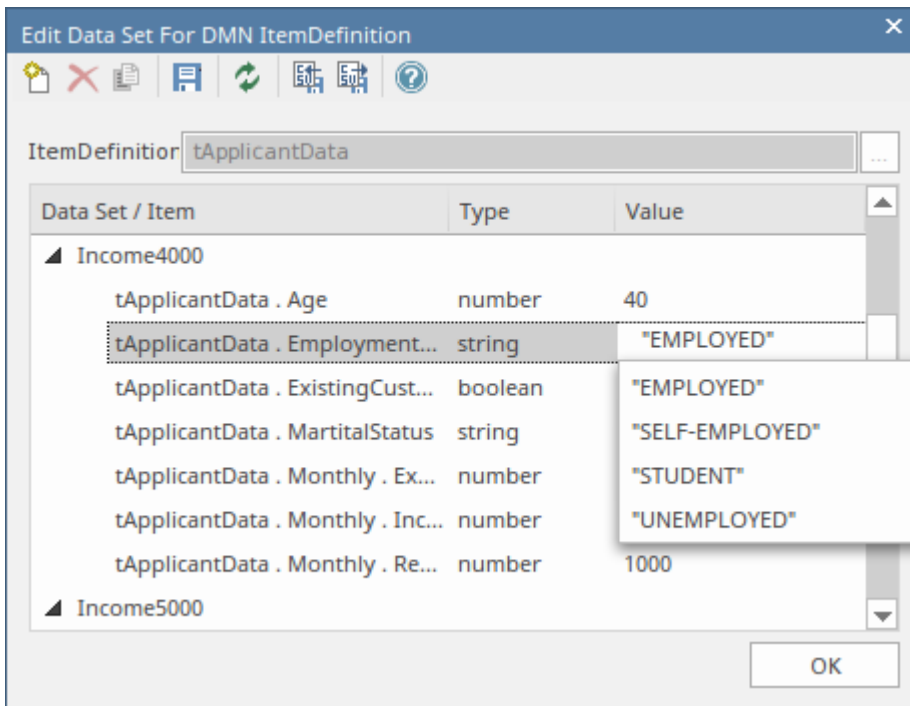 Edit Data Set For DMN ItemDefinition
ItemDefinition tApplicantData ...
Data Set / Item Type Value
Income4000
tApplicantData . Age number 40
tApplicantData . Employment... string "EMPLOYED"
tApplicantData . ExistingCust... boolean "EMPLOYED"
tApplicantData . MartitalStatus string "SELF-EMPLOYED"
tApplicantData . Monthly . Ex... number "STUDENT"
tApplicantData . Monthly . Inc... number "UNEMPLOYED"
tApplicantData . Monthly . Re... number 1000
Income5000
OK